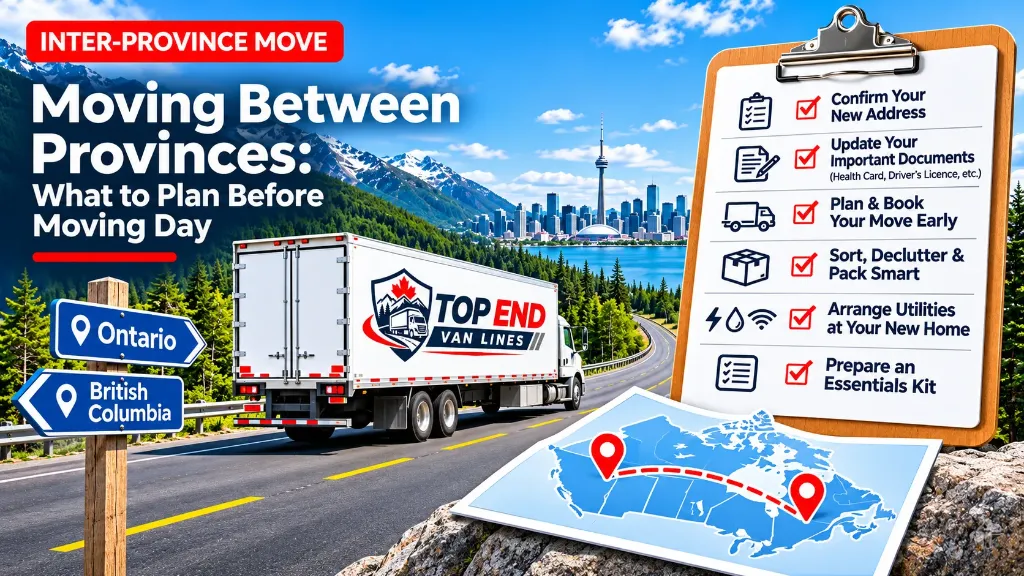 INTER-PROVINCE MOVE
Moving Between
Provinces:
What to Plan Before
Moving Day
Ontario
British
Columbia
TOP END
VAN LINES
Confirm Your
New Address
Update Your
Important Documents
(Health Card, Driver's Licence, etc.)
Plan & Book
Your Move Early
Sort, Declutter &
Pack Smart
Arrange Utilities
at Your New Home
Prepare an
Essentials Kit